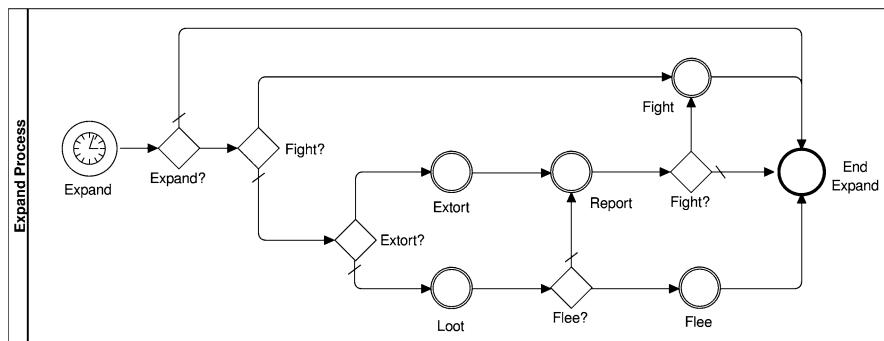 Expand Process
Expand
Expand?
Fight?
Extort?
Extort
Loot
Report
Flee?
Fight
Fight?
Flee
End
Expand